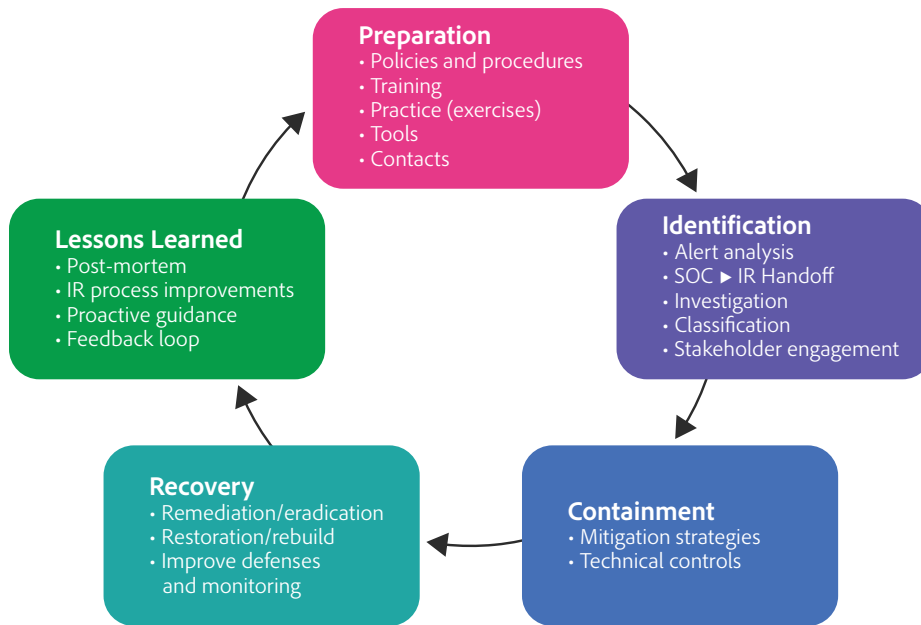 Preparation
• Policies and procedures
• Training
• Practice (exercises)
• Tools
• Contacts
Identification
• Alert analysis
• SOC ▶ IR Handoff
• Investigation
• Classification
• Stakeholder engagement
Containment
• Mitigation strategies
• Technical controls
Recovery
• Remediation/eradication
• Restoration/rebuild
• Improve defenses
and monitoring
Lessons Learned
• Post-mortem
• IR process improvements
• Proactive guidance
• Feedback loop